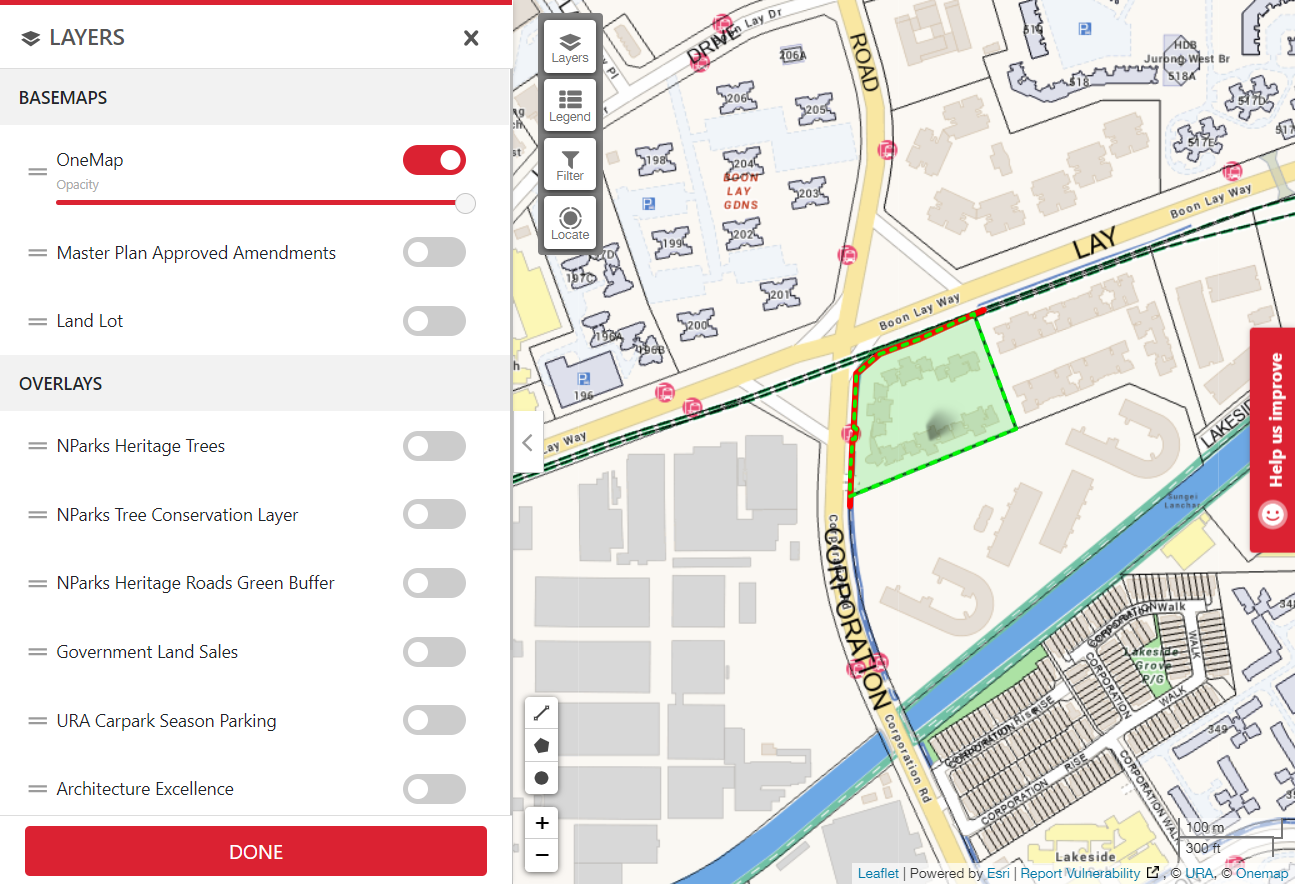 LAYERS
BASEMAPS
OneMap
Opacity
Master Plan Approved Amendments
Land Lot
OVERLAYS
NParks Heritage Trees
NParks Tree Conservation Layer
NParks Heritage Roads Green Buffer
Government Land Sales
URA Carpark Season Parking
Architecture Excellence
DONE
Layers
Legend
Filter
Locate
DRIVE
Boon Lay Dr
ROAD
206A
206
205
198
204
BOON
LAY
GDNS
203
199
202
201
200
197C
196A
196B
196
518
HDB
Jurong West Br
518A
517D
517E
Boon Lay Way
LAY
Boon Lay Way
Lay Way
LAKESIDE
Sungei
Lanchar
CORPORATION
Corporation Rd
CORPORATION Walk
WALK
Lakeside
Grove
P/G
CORPORATION
WALK
CORPORATION RISE
CORPORATION RISE
CORPORATION WALK
349
Lakeside
Help us improve
100 m
300 ft
Leaflet | Powered by Esri | Report Vulnerability , © URA, © Onemap